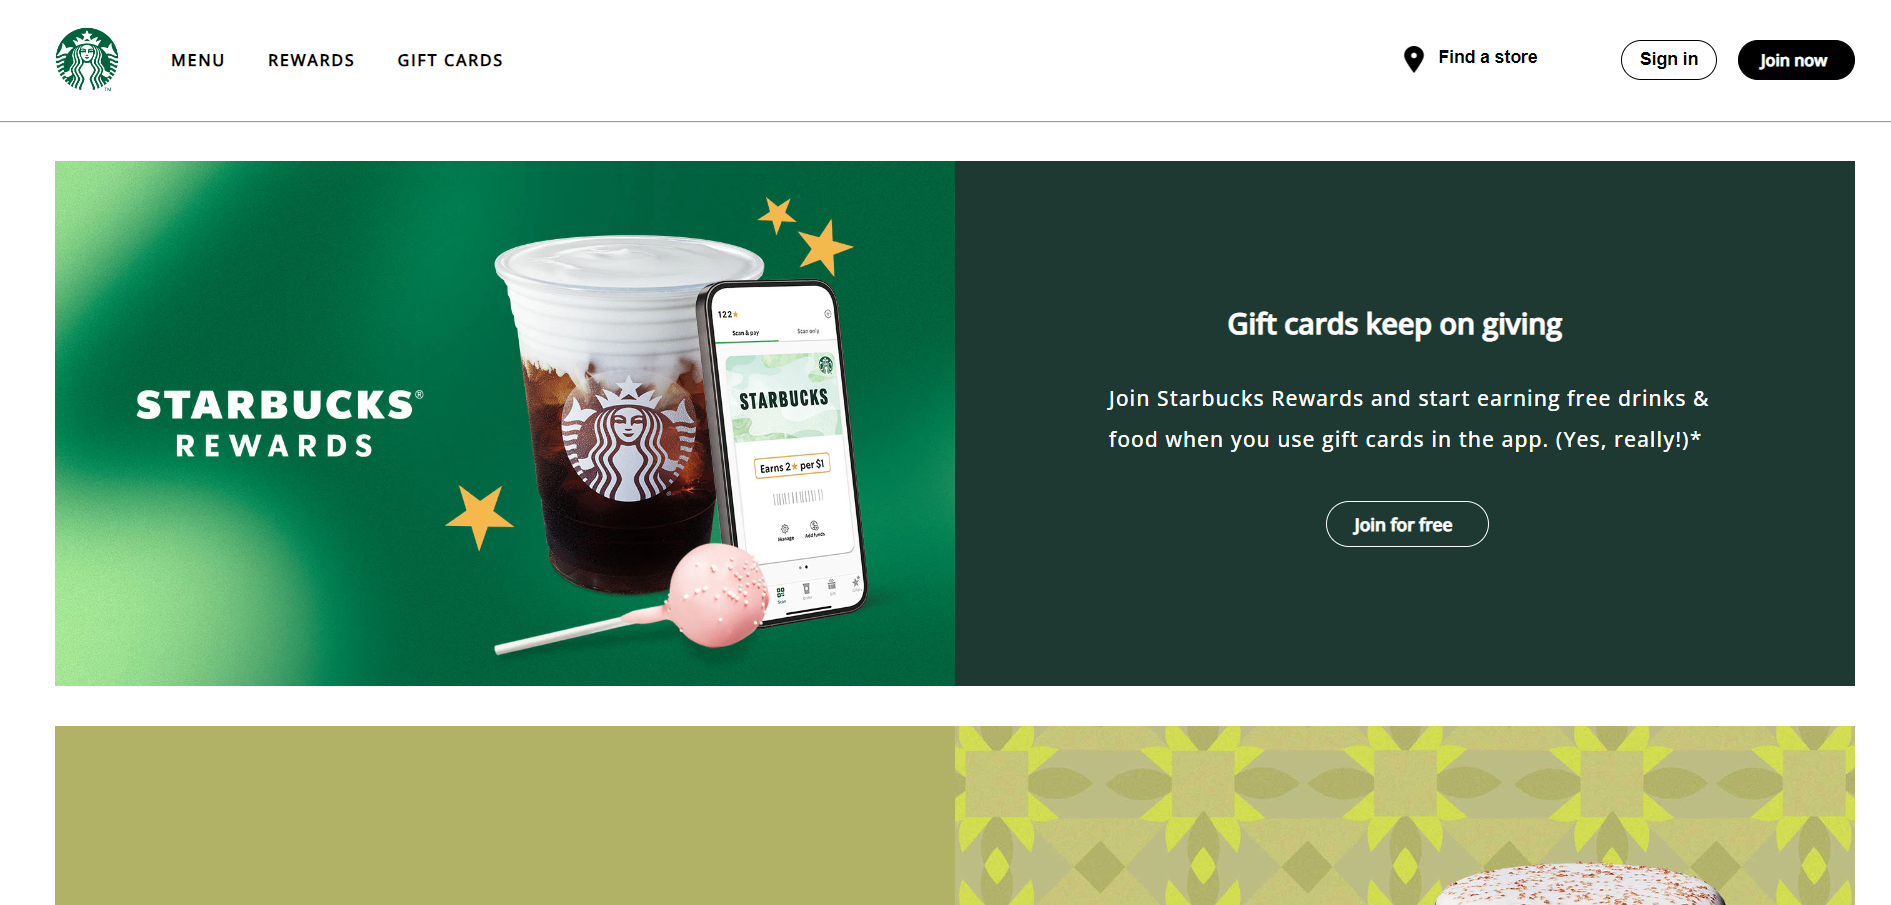 MENU
REWARDS
GIFT CARDS
Find a store
Sign in
Join now
TM
STARBUCKS®
REWARDS
122
Scan & pay
Scan only
STARBUCKS
Earns 2★ per $1
Manage
Add funds
Scan
Gift cards keep on giving
Join Starbucks Rewards and start earning free drinks &
food when you use gift cards in the app. (Yes, really!)*
Join for free